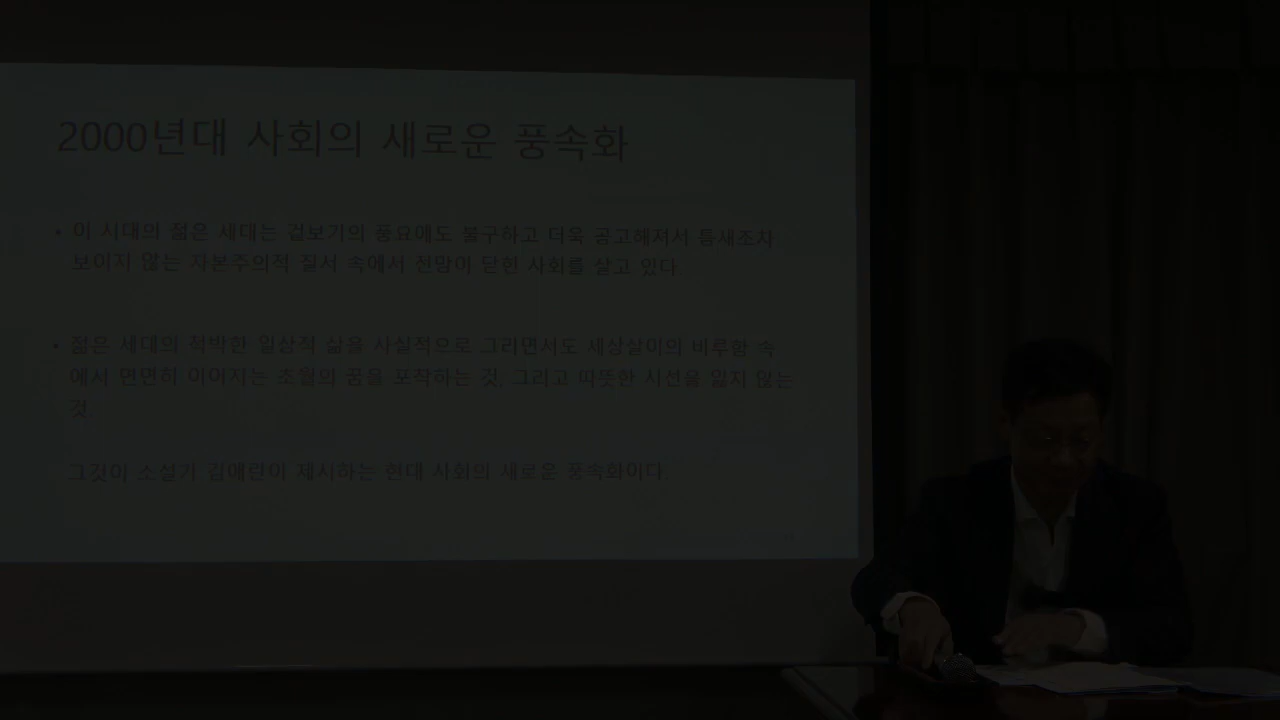 2000년대 사회의 새로운 풍속화
• 이 시대의 젊은 세대는 겉보기의 풍요에도 불구하고 더욱 공고해져서 틈새조차
보이지 않는 자본주의적 질서 속에서 전망이 닫힌 사회를 살고 있다
• 젊은 세대의 척박한 일상적 삶을 사실적으로 그리면서도 세상살이의 비루함 속
에서 면면히 이어지는 초월의 꿈을 포착하는 것, 그리고 따뜻한 시선을 잃지 않는
것
그것이 소설가 김애란이 제시하는 현대 사회의 새로운 풍속화이다.